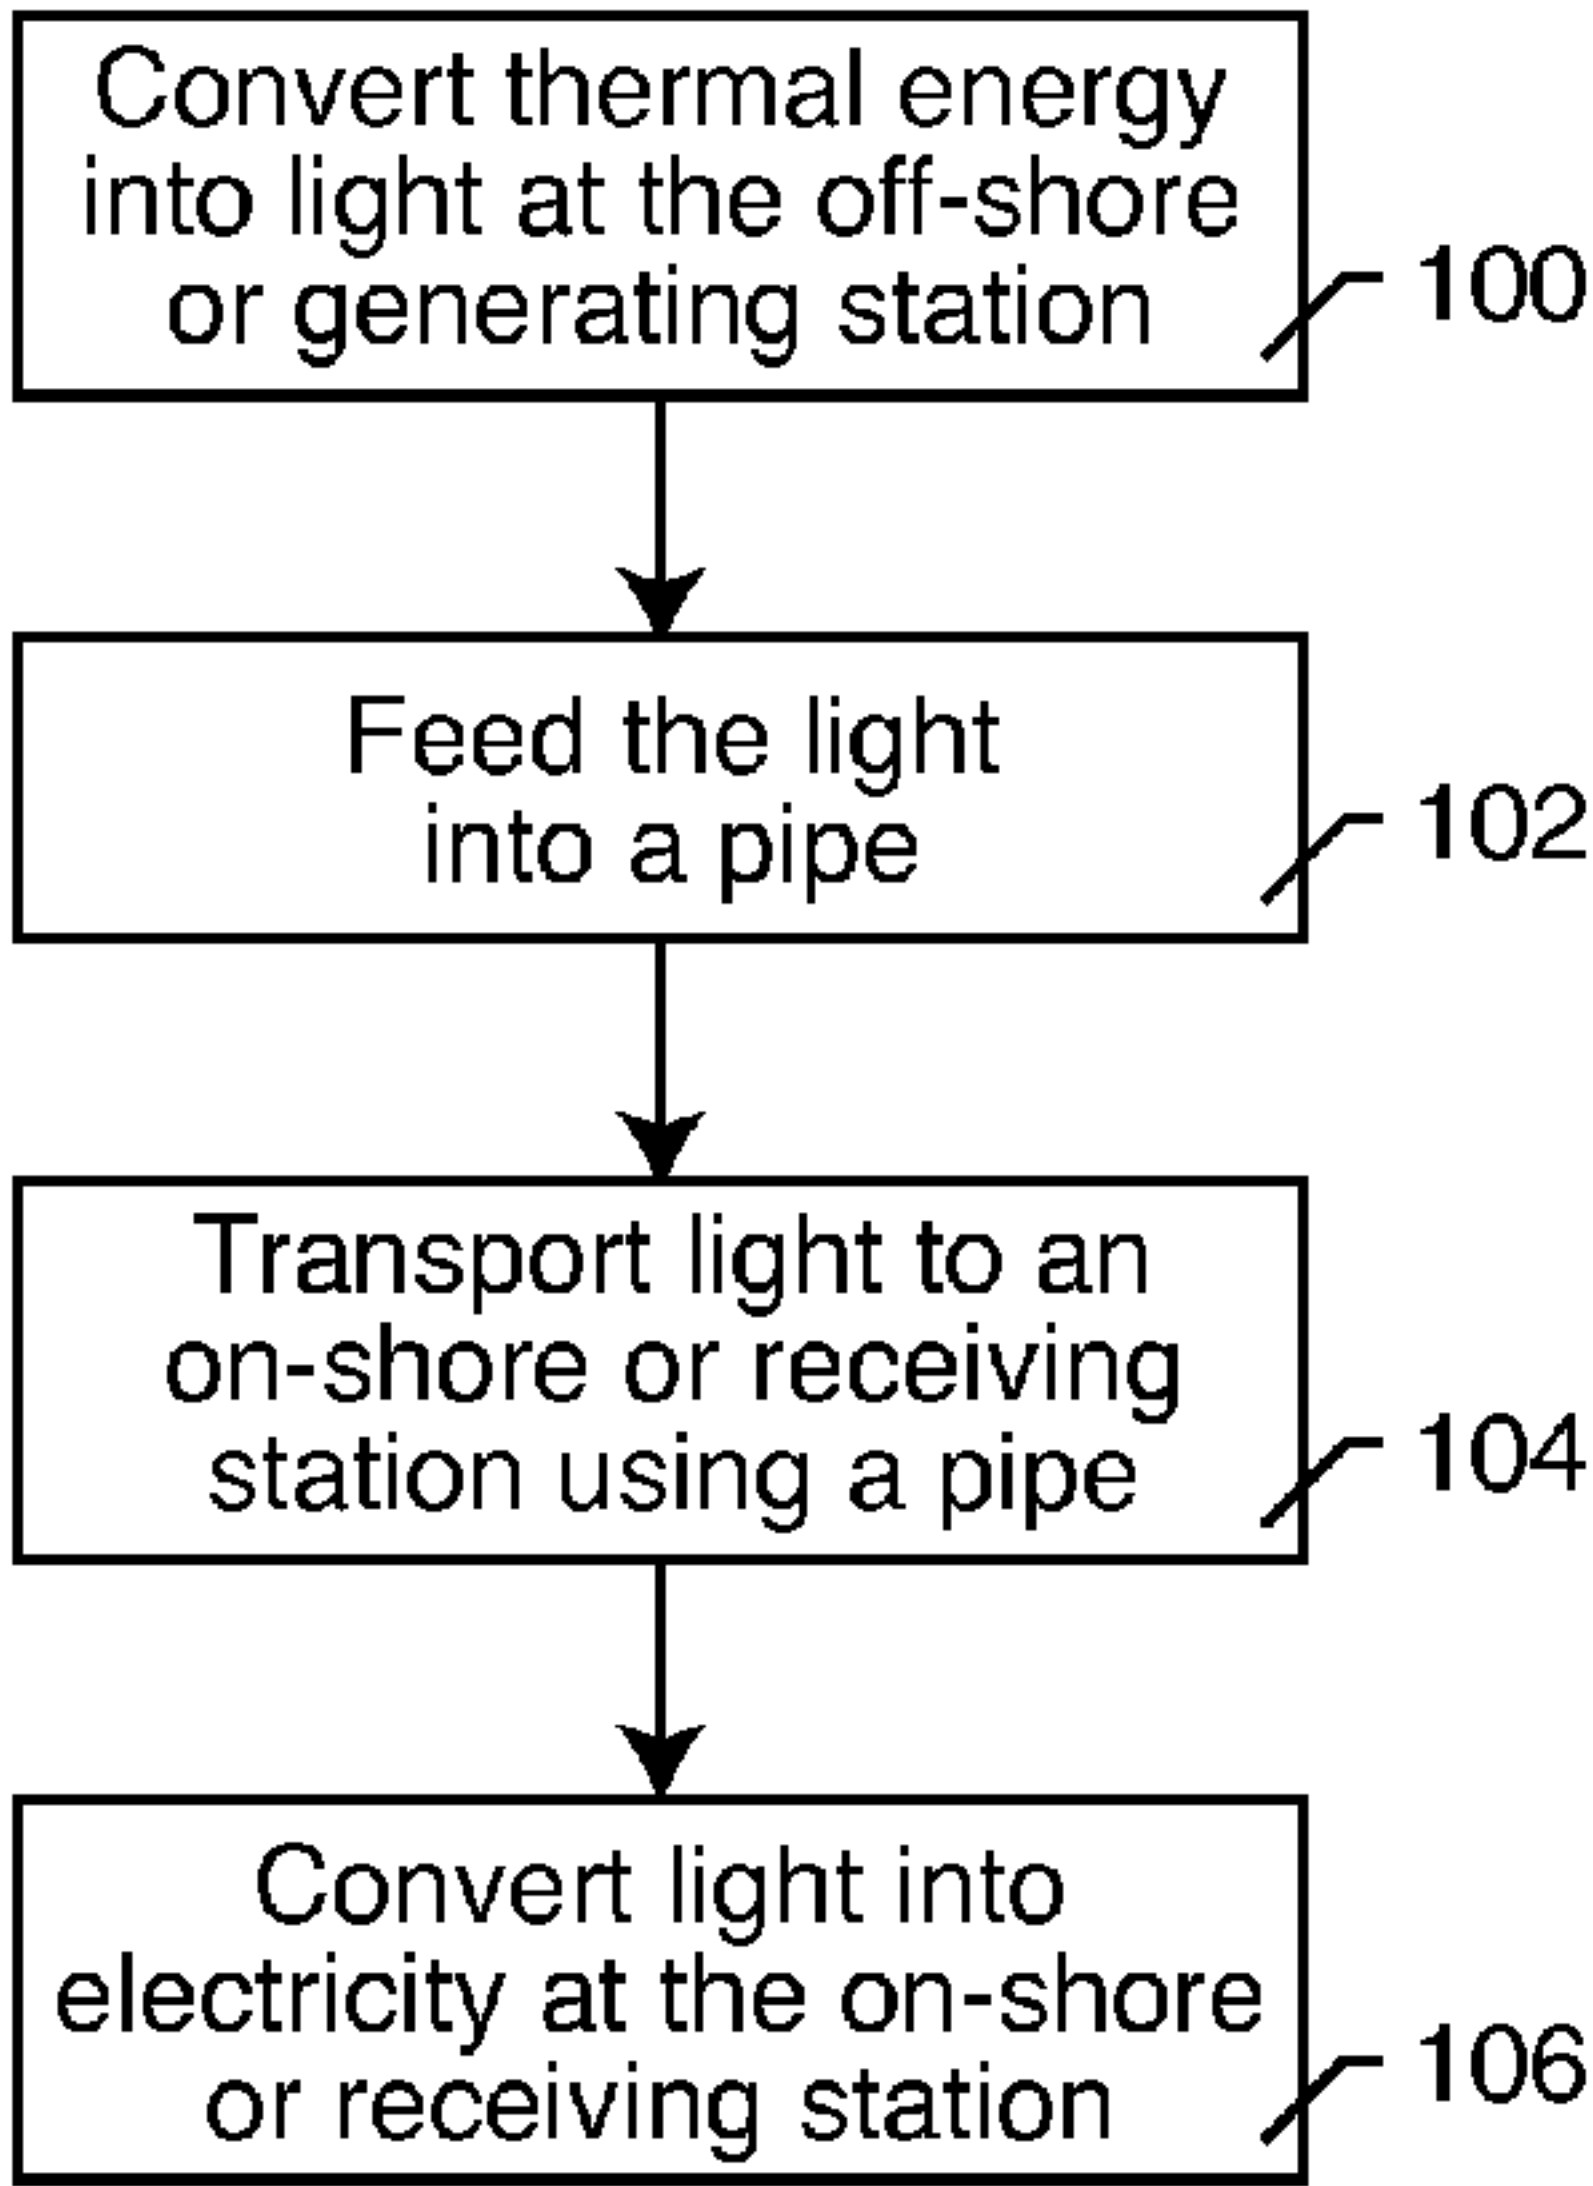 Convert thermal energy
into light at the off-shore
or generating station
100
Feed the light
into a pipe
102
Transport light to an
on-shore or receiving
station using a pipe
104
Convert light into
electricity at the on-shore
or receiving station
106